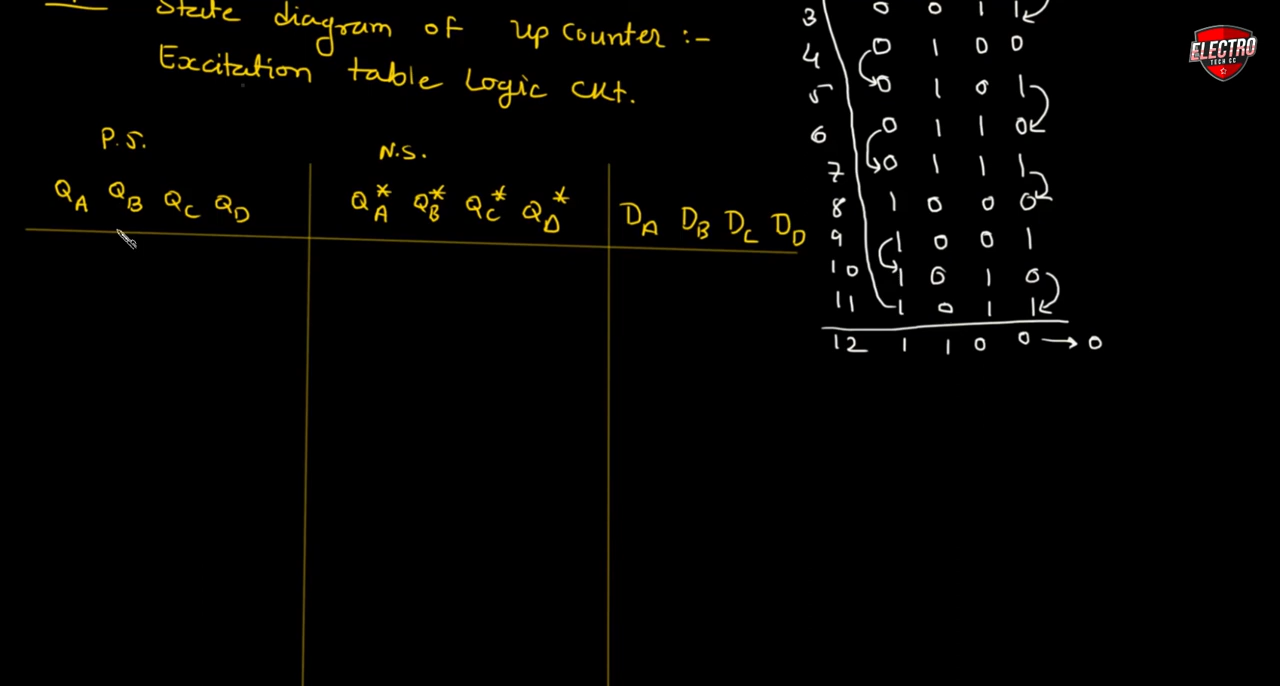 State diagram of up counter :-
Excitation table Logic CKt.
P.S.
N.S.
QA QB QC QD
QA* QB* QC* QD*
DA DB DC DD
3 0 0 1 1
4 0 1 0 0
5 0 1 0 1
6 0 1 1 0
7 0 1 1 1
8 1 0 0 0
9 1 0 0 1
10 1 0 1 0
11 1 0 1 1
12 1 1 0 0 → 0
ELECTRO
TECH CC